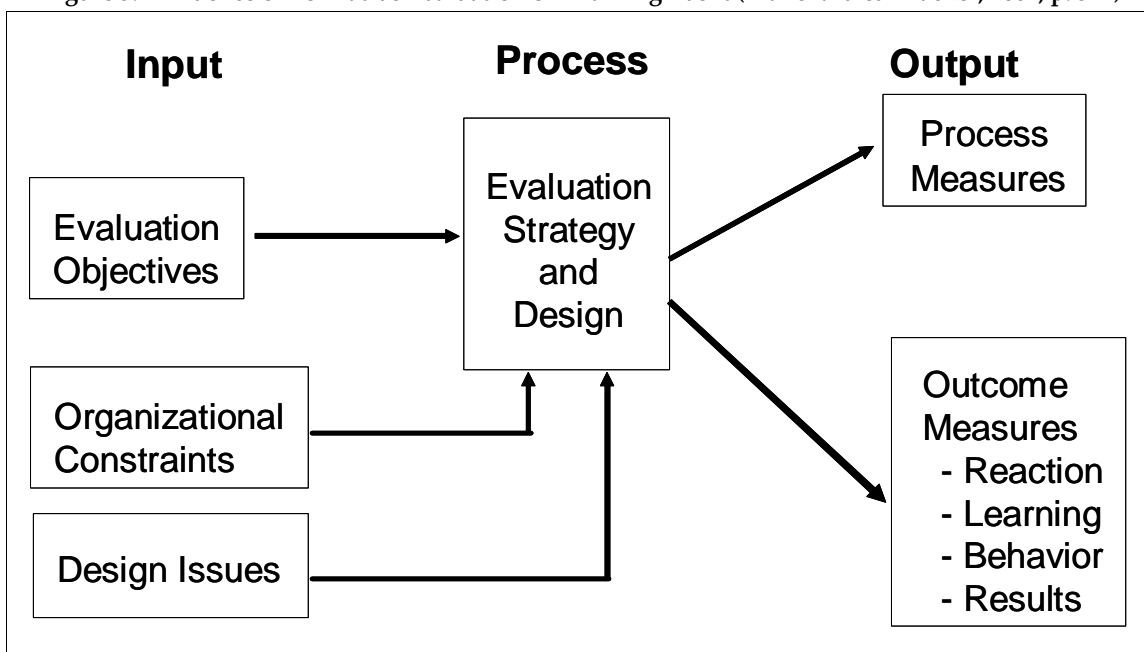 Input
Process
Output
Evaluation
Objectives
Organizational
Constraints
Design Issues
Evaluation
Strategy
and
Design
Process
Measures
Outcome
Measures
- Reaction
- Learning
- Behavior
- Results